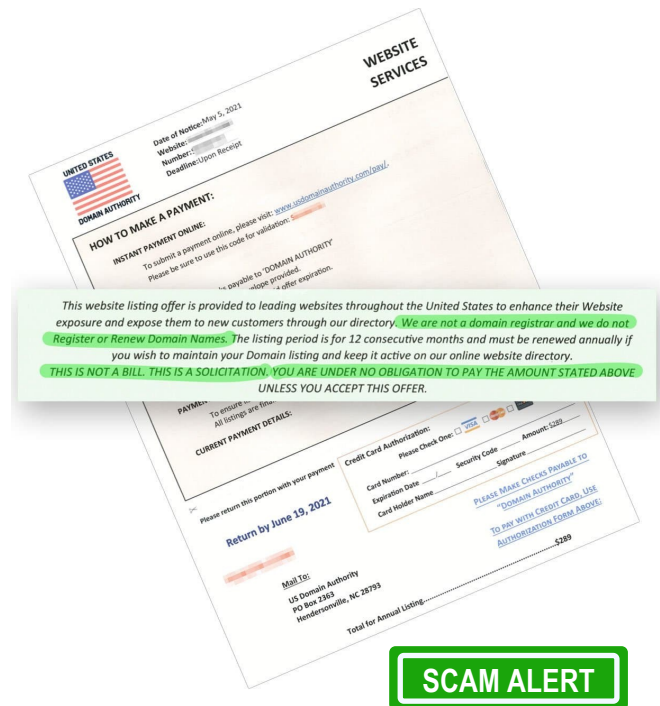 WEBSITE
SERVICES
UNITED STATES
DOMAIN AUTHORITY
Date of Notice:May 5, 2021
Website:
Number:
Deadline:Upon Receipt
HOW TO MAKE A PAYMENT:
INSTANT PAYMENT ONLINE:
To submit a payment online, please visit: www.usdomainauthority.com/pay/.
Please be sure to use this code for validation:
payable to "DOMAIN AUTHORITY'
envelope provided.
offer expiration.
This website listing offer is provided to leading websites throughout the United States to enhance their Website
exposure and expose them to new customers through our directory. We are not a domain registrar and we do not
Register or Renew Domain Names. The listing period is for 12 consecutive months and must be renewed annually if
you wish to maintain your Domain listing and keep it active on our online website directory.
THIS IS NOT A BILL. THIS IS A SOLICITATION. YOU ARE UNDER NO OBLIGATION TO PAY THE AMOUNT STATED ABOVE
UNLESS YOU ACCEPT THIS OFFER.
To ensure
All listings are
CURRENT PAYMENT DETAILS:
Credit Card Authorization:
Please Check One: VISA
Card Number:
Expiration Date ___/___ Security Code ____ Amount: $289
Card Holder Name Signature
Please return this portion with your payment
Return by June 19, 2021
PLEASE MAKE CHECKS PAYABLE TO
"DOMAIN AUTHORITY"
TO PAY WITH CREDIT CARD, USE
AUTHORIZATION FORM ABOVE:
Mail To:
US Domain Authority
PO Box 2363
Hendersonville, NC 28793
Total for Annual Listing....................$289
SCAM ALERT